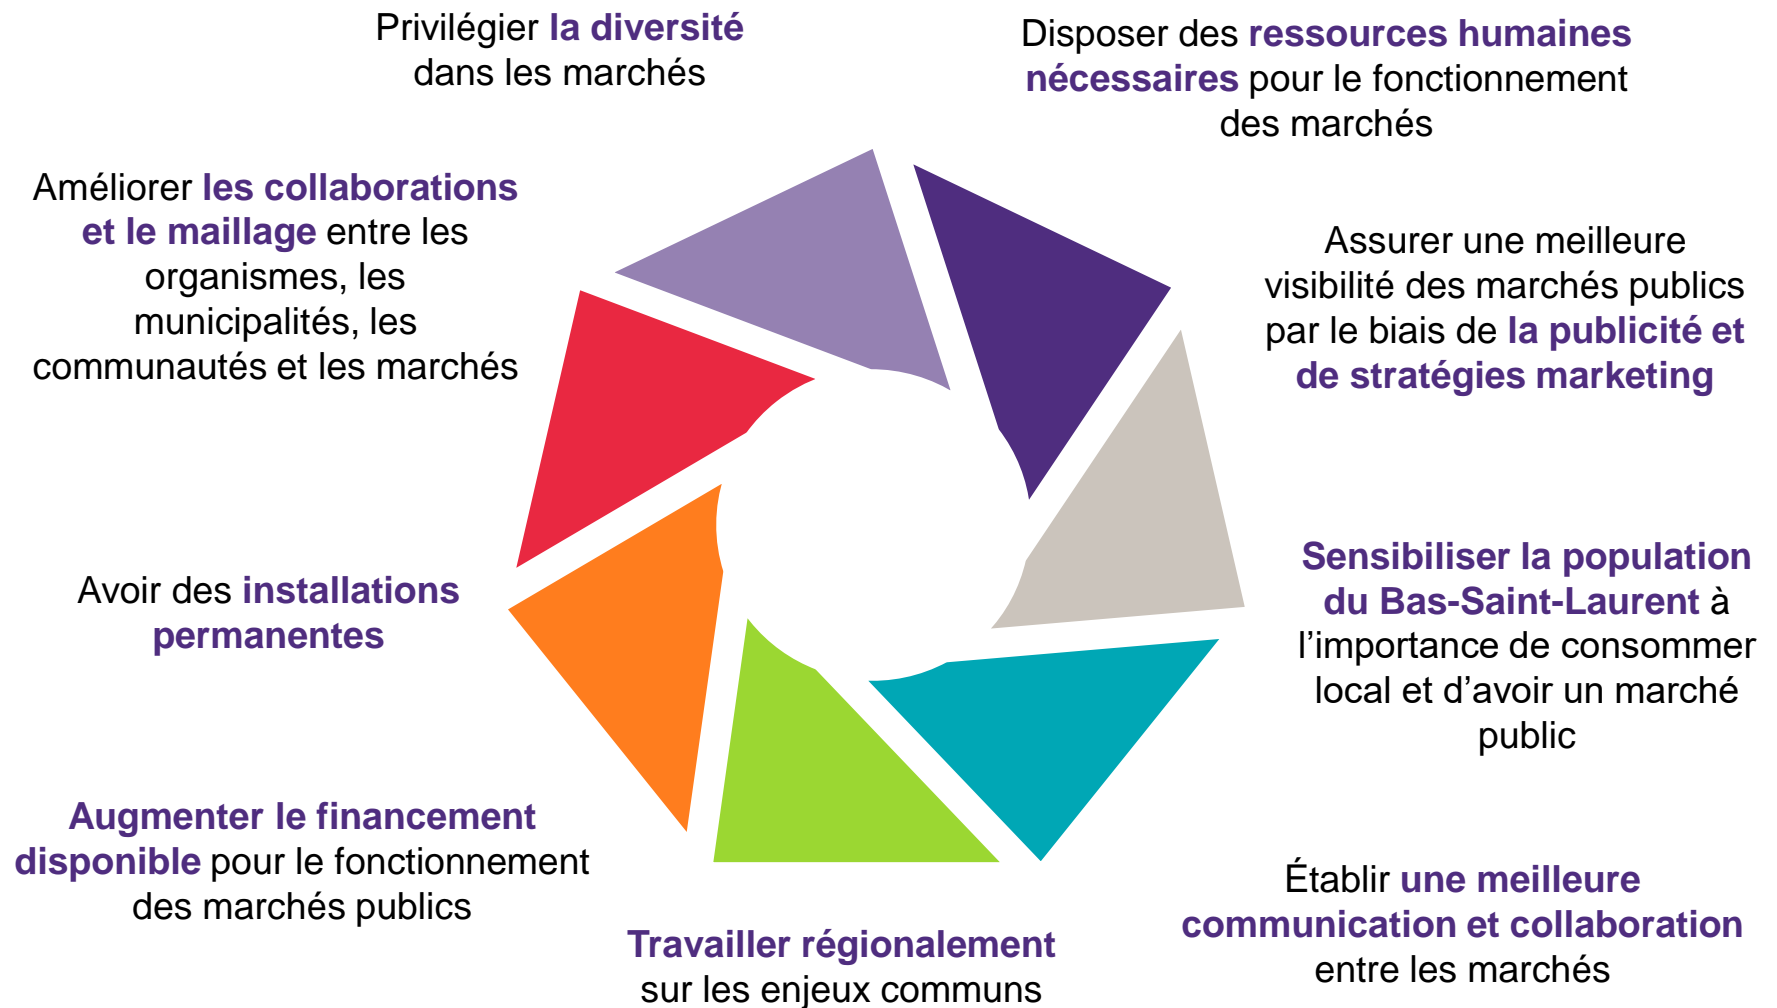 Privilégier la diversité
dans les marchés
Disposer des ressources humaines
nécessaires pour le fonctionnement
des marchés
Améliorer les collaborations
et le maillage entre les
organismes, les
municipalités, les
communautés et les marchés
Assurer une meilleure
visibilité des marchés publics
par le biais de la publicité et
de stratégies marketing
Avoir des installations
permanentes
Sensibiliser la population
du Bas-Saint-Laurent à
l’importance de consommer
local et d’avoir un marché
public
Augmenter le financement
disponible pour le fonctionnement
des marchés publics
Établir une meilleure
communication et collaboration
entre les marchés
Travailler régionalement
sur les enjeux communs